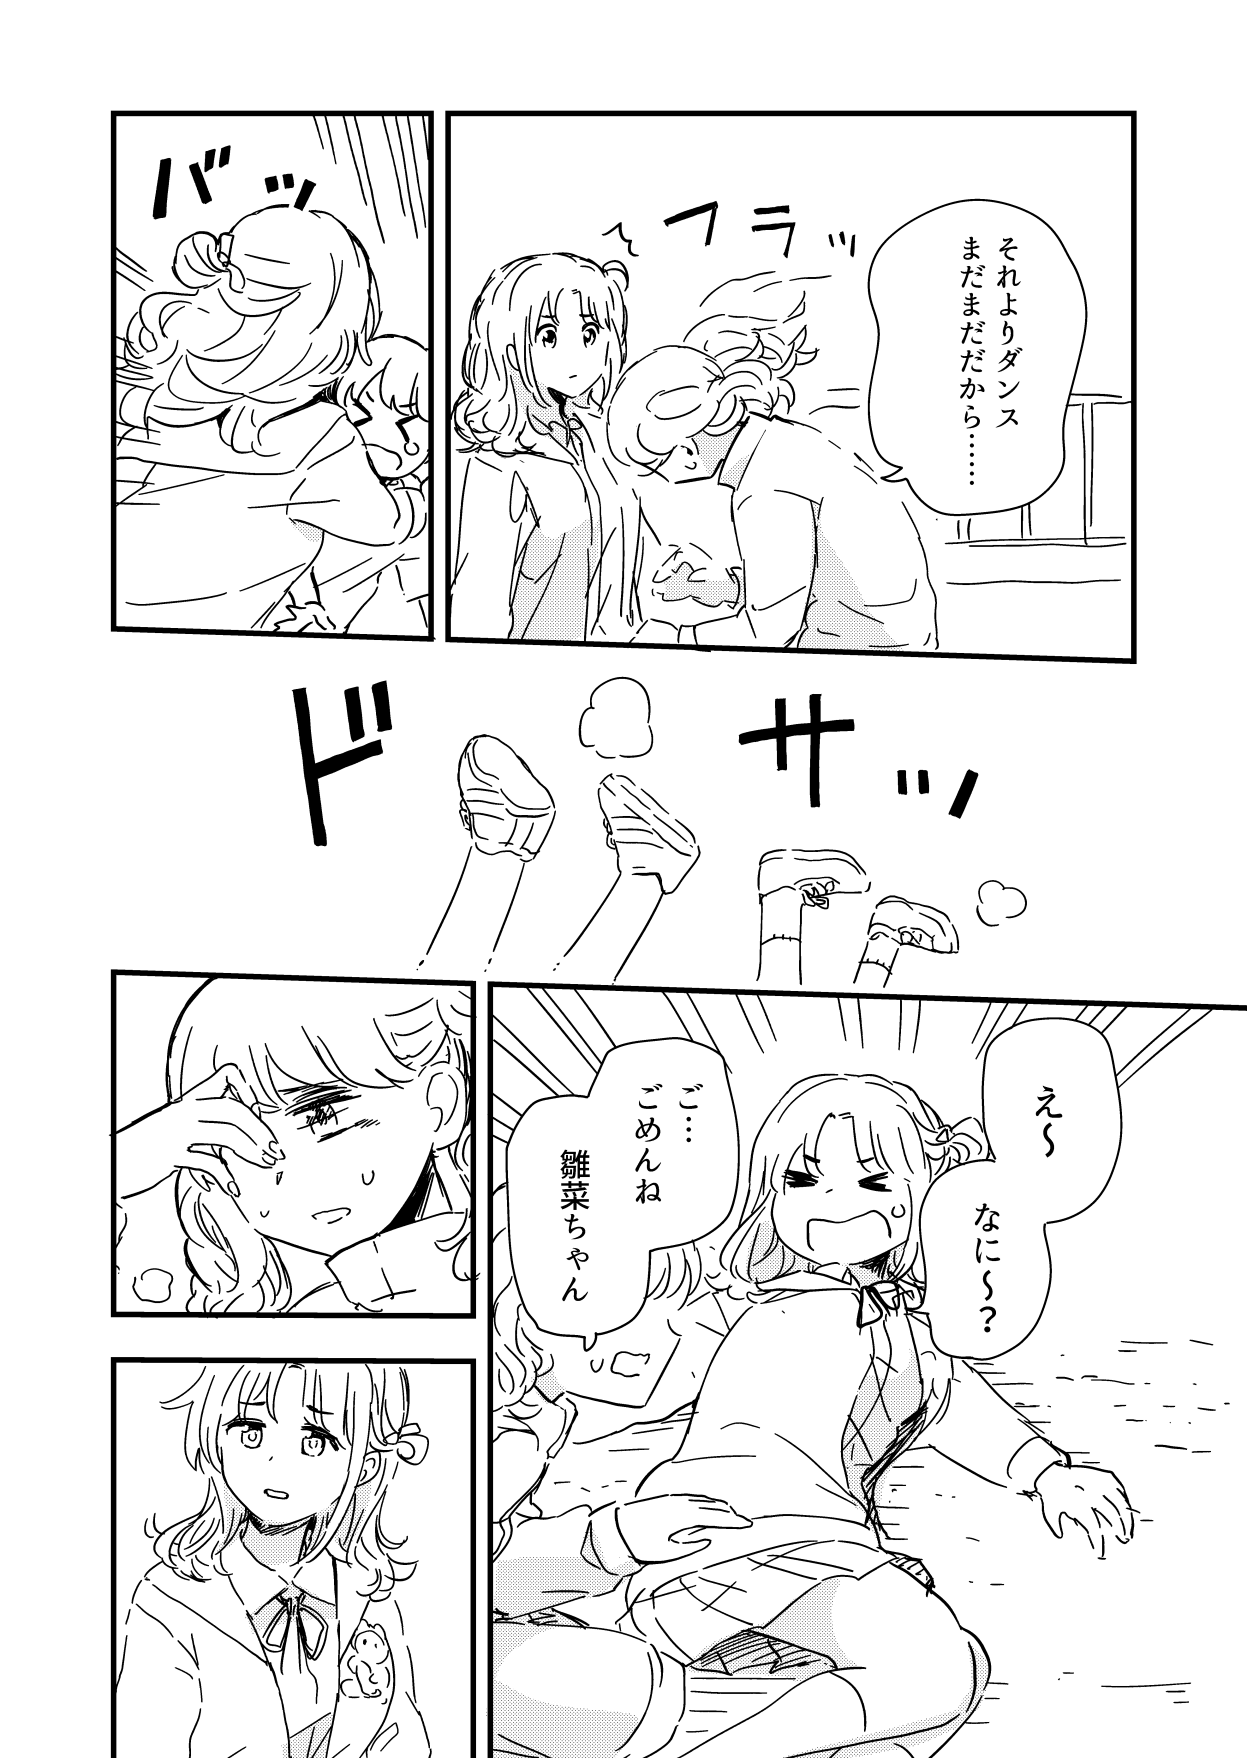 それよりダンス
まだまだだから……
フラッ
バッ
ドサッ
え～
なに～？
ご…
ごめんね
雛菜ちゃん